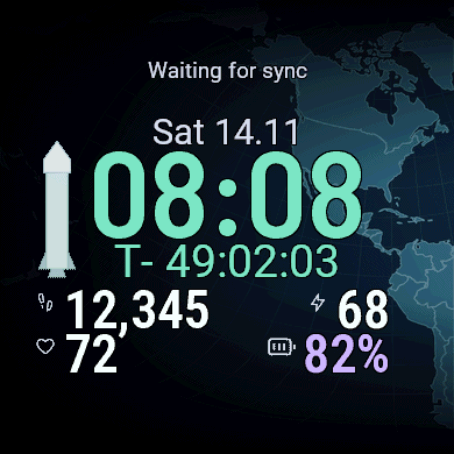 Waiting for sync
Sat 14.11
08:08
T- 49:02:03
12,345 68
72 82%